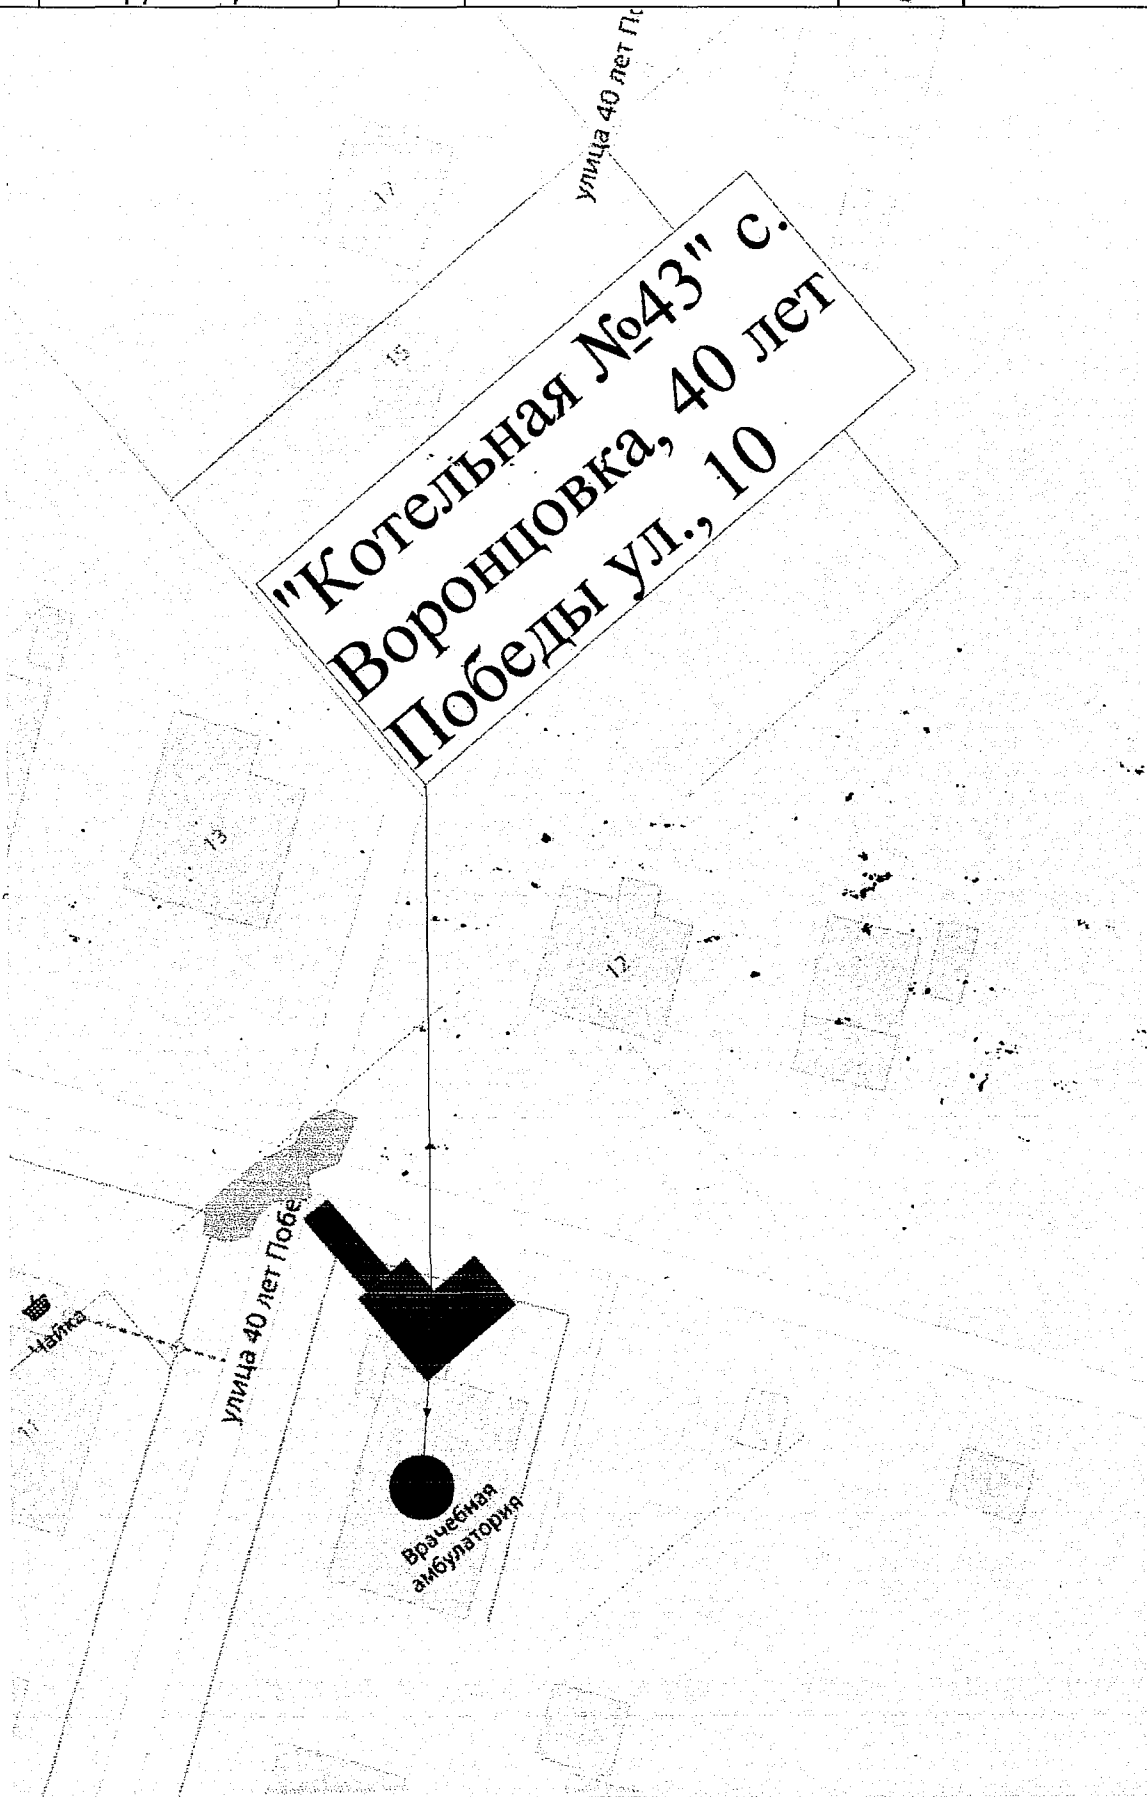 улица 40 лет По
17
15
"Котельная №43" с.
Воронцовка, 40 лет
Победы ул., 10
13
12
улица 40 лет Побе
Чайка
11
Врачебная
амбулатория